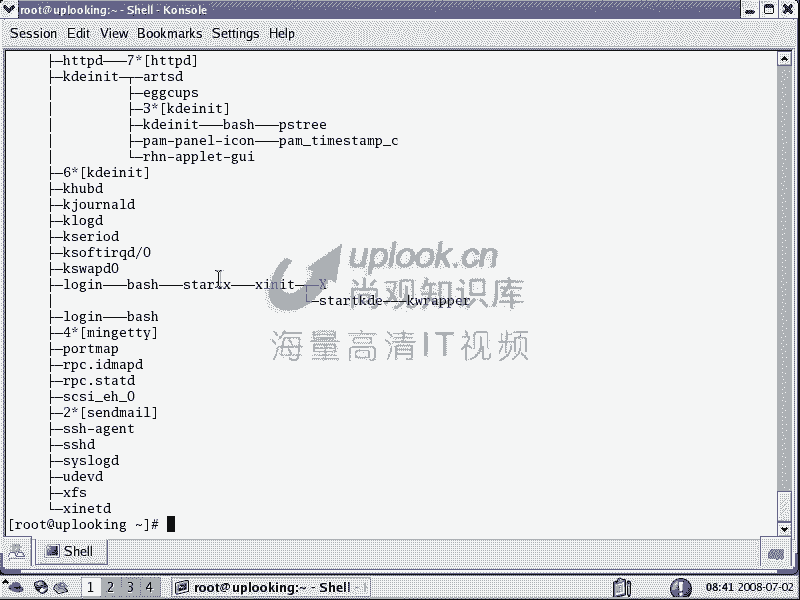 root@uplooking:~ - Shell - Konsole
Session Edit View Bookmarks Settings Help
├─httpd───7*[httpd]
├─kdeinit─┬─artsd
│         ├─eggcups
│         ├─3*[kdeinit]
│         ├─kdeinit───bash───pstree
│         ├─pam-panel-icon───pam_timestamp_c
│         └─rhn-applet-gui
├─6*[kdeinit]
├─khubd
├─kjournald
├─klogd
├─kseriod
├─ksoftirqd/0
├─kswapd0
├─login───bash───startx───xinit─┬─X
│                               └─startkde───kwrapper
├─login───bash
├─4*[mingetty]
├─portmap
├─rpc.idmapd
├─rpc.statd
├─scsi_eh_0
├─2*[sendmail]
├─ssh-agent
├─sshd
├─syslogd
├─udevd
├─xfs
└─xinetd
[root@uplooking ~]#
uplook.cn
尚观知识库
海量高清IT视频
Shell
1 2 3 4 root@uplooking:~ - Shell - 08:41 2008-07-02